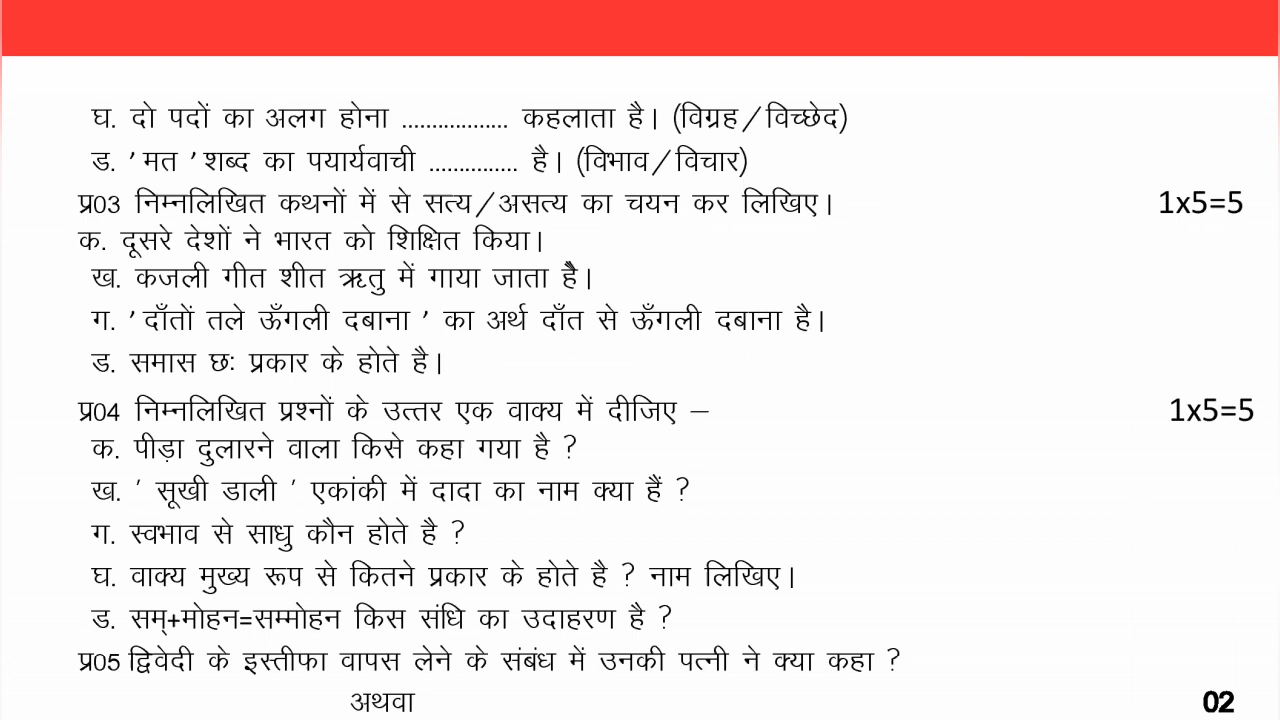 घ. दो पदों का अलग होना .................. कहलाता है। (विग्रह/विच्छेद)
ड. ’मत ’शब्द का पयार्यवाची ............... है। (विभाव/विचार)
प्र03 निम्नलिखित कथनों में से सत्य/असत्य का चयन कर लिखिए। 1x5=5
क. दूसरे देशों ने भारत को शिक्षित किया।
ख. कजली गीत शीत ऋतु में गाया जाता है।
ग. ’दाँतों तले ऊँगली दबाना ’ का अर्थ दाँत से ऊँगली दबाना है।
ड. समास छः प्रकार के होते है।
प्र04 निम्नलिखित प्रश्नों के उत्तर एक वाक्य में दीजिए – 1x5=5
क. पीड़ा दुलारने वाला किसे कहा गया है ?
ख. ’ सूखी डाली ’ एकांकी में दादा का नाम क्या हैं ?
ग. स्वभाव से साधु कौन होते है ?
घ. वाक्य मुख्य रूप से कितने प्रकार के होते है ? नाम लिखिए।
ड. सम्+मोहन=सम्मोहन किस संधि का उदाहरण है ?
प्र05 द्विवेदी के इस्तीफा वापस लेने के संबंध में उनकी पत्नी ने क्या कहा ?
अथवा 02